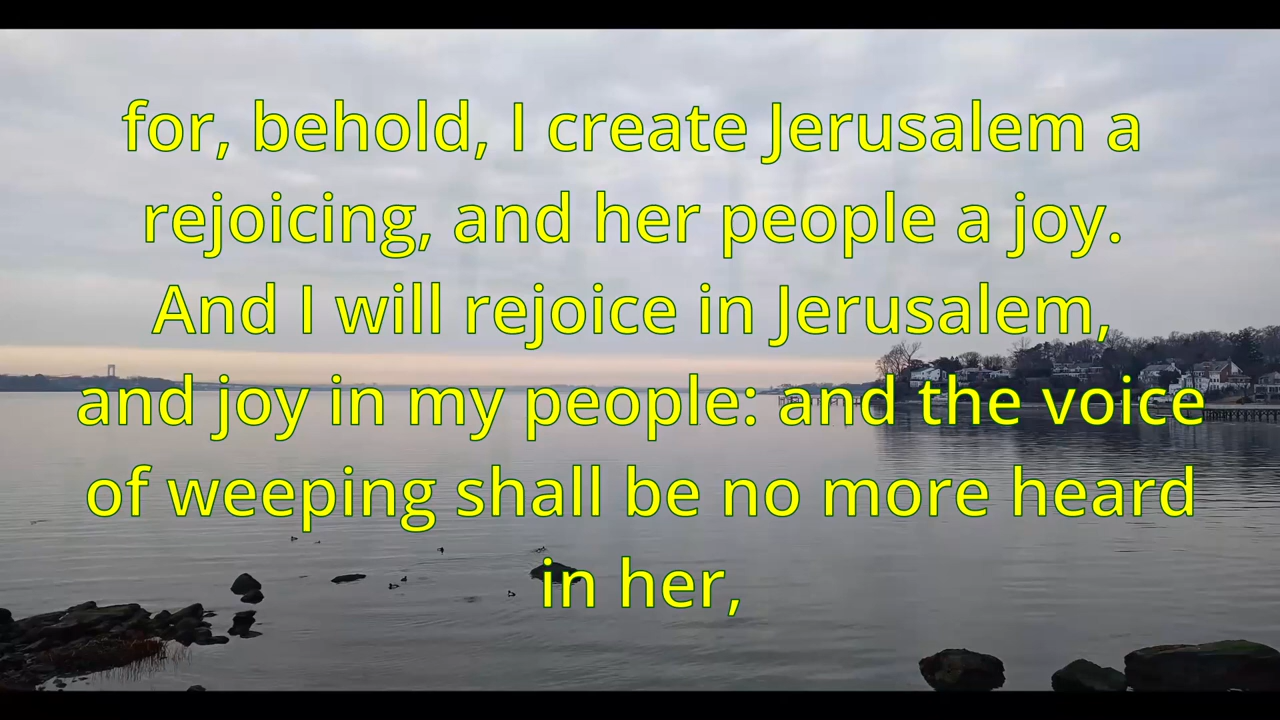 for, behold, I create Jerusalem a
rejoicing, and her people a joy.
And I will rejoice in Jerusalem,
and joy in my people: and the voice
of weeping shall be no more heard
in her,